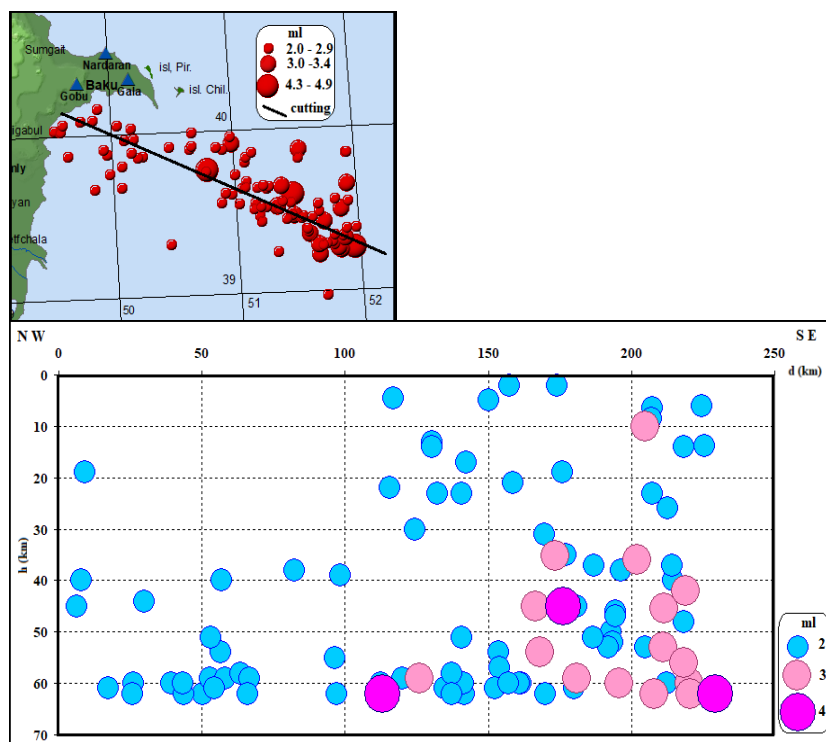 ml
2.0 - 2.9
3.0 -3.4
4.3 - 4.9
cutting
Sumgait
Nardaran
isl, Pir.
Baku
Gala
isl. Chil.
Gobu
igabul
40
mly
yan
etfchala
39
50
51
52
N W
S E
0
50
100
150
200
250
d (km)
0
10
20
30
40
50
60
70
h (km)
ml
2
3
4